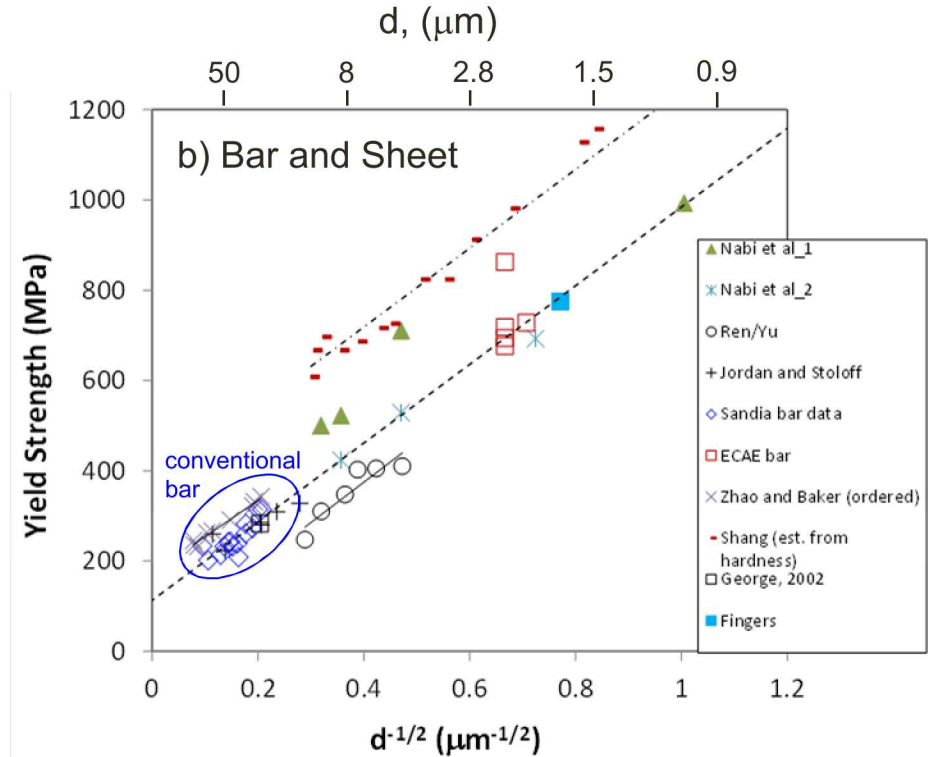 d, (μm)
50 8 2.8 1.5 0.9
1200
1000
800
600
400
200
0
Yield Strength (MPa)
b) Bar and Sheet
conventional
bar
Nabi et al_1
Nabi et al_2
Ren/Yu
Jordan and Stoloff
Sandia bar data
ECAE bar
Zhao and Baker (ordered)
Shang (est. from
hardness)
George, 2002
Fingers
0 0.2 0.4 0.6 0.8 1 1.2
d-1/2 (μm-1/2)